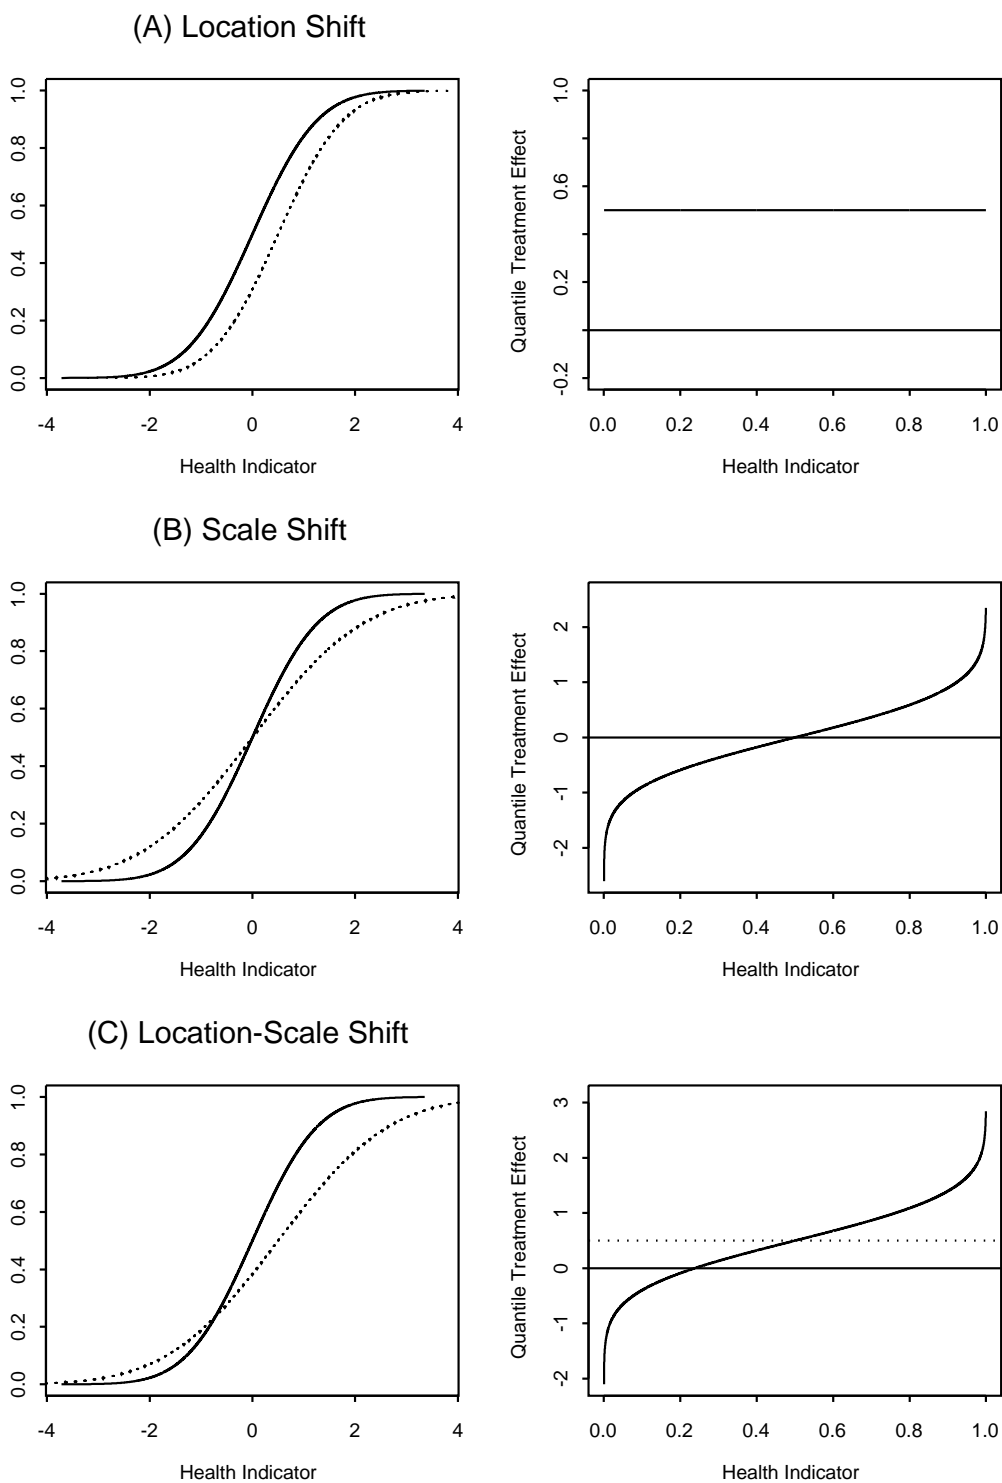 (A) Location Shift
0.0 0.2 0.4 0.6 0.8 1.0
-4 -2 0 2 4
Health Indicator
Quantile Treatment Effect
-0.2 0.2 0.6 1.0
0.0 0.2 0.4 0.6 0.8 1.0
Health Indicator
(B) Scale Shift
0.0 0.2 0.4 0.6 0.8 1.0
-4 -2 0 2 4
Health Indicator
Quantile Treatment Effect
-2 -1 0 1 2
0.0 0.2 0.4 0.6 0.8 1.0
Health Indicator
(C) Location-Scale Shift
0.0 0.2 0.4 0.6 0.8 1.0
-4 -2 0 2 4
Health Indicator
Quantile Treatment Effect
-2 -1 0 1 2 3
0.0 0.2 0.4 0.6 0.8 1.0
Health Indicator